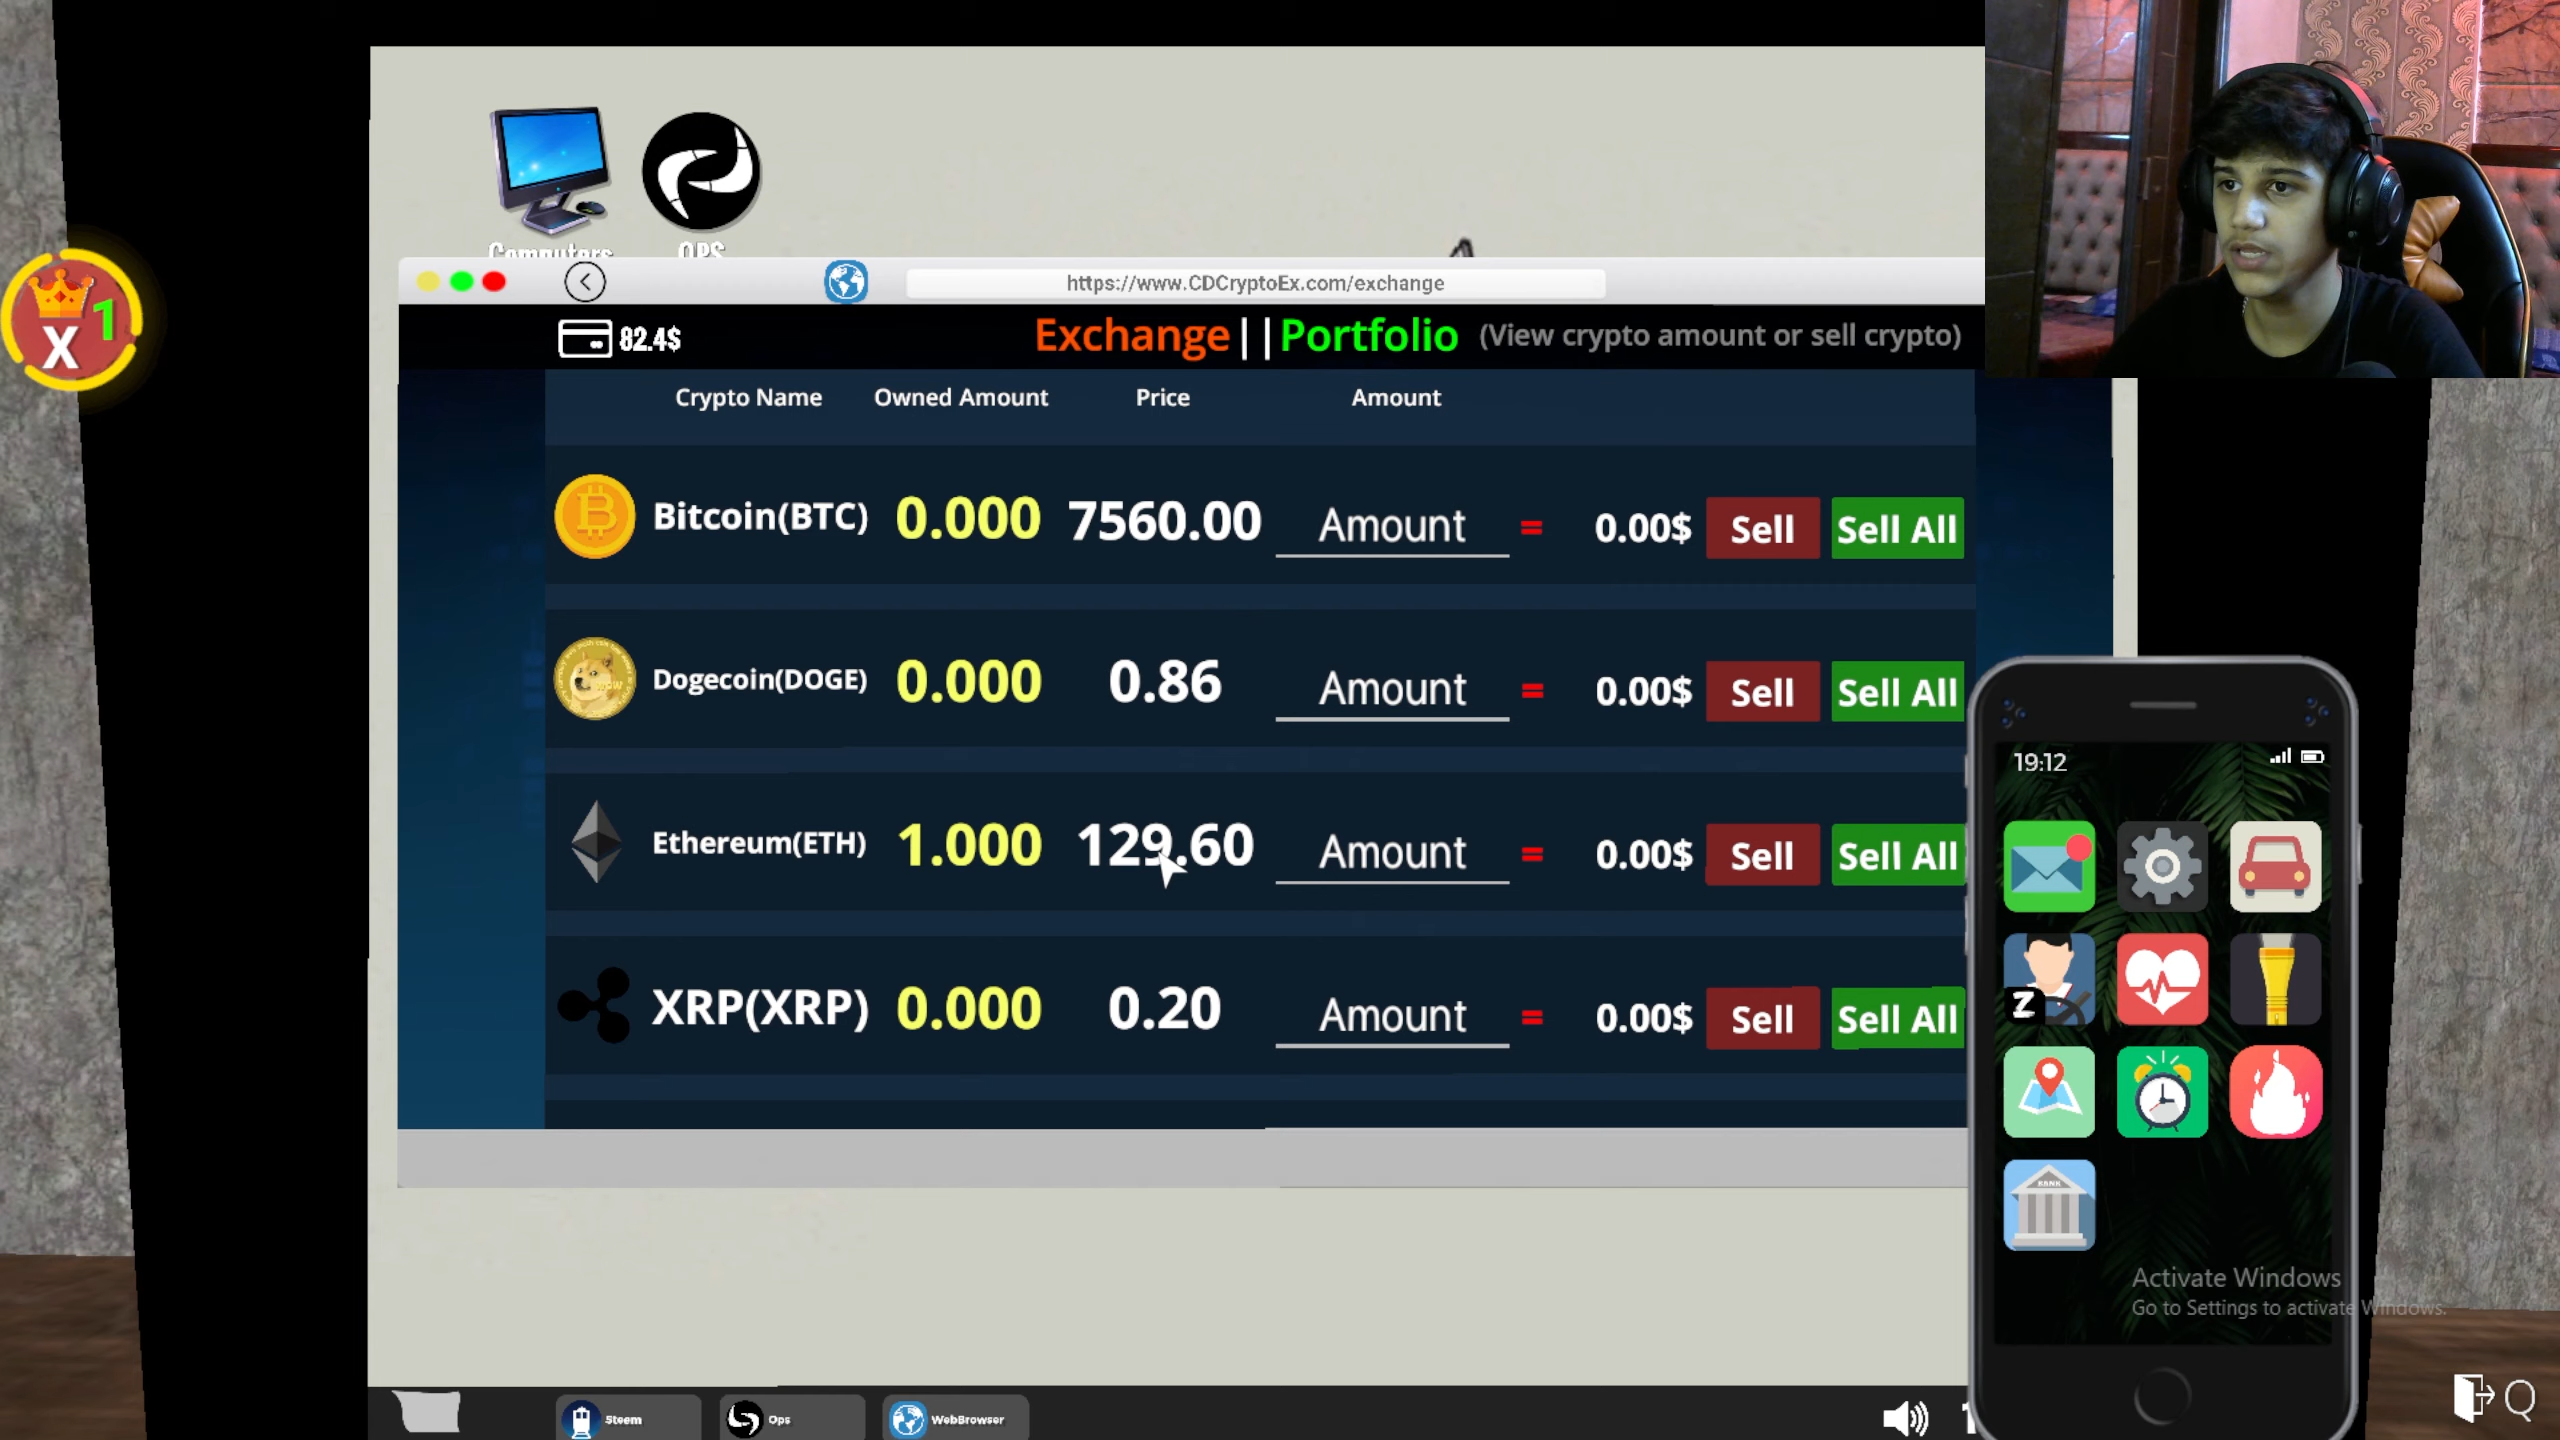 Computers OPS
https://www.CDCryptoEx.com/exchange
82.4$ Exchange||Portfolio (View crypto amount or sell crypto)
Crypto Name Owned Amount Price Amount
Bitcoin(BTC) 0.000 7560.00 Amount = 0.00$ Sell Sell All
Dogecoin(DOGE) 0.000 0.86 Amount = 0.00$ Sell Sell All
Ethereum(ETH) 1.000 129.60 Amount = 0.00$ Sell Sell All
XRP(XRP) 0.000 0.20 Amount = 0.00$ Sell Sell All
X 1
19:12
Z
BANK
Activate Windows
Go to Settings to activate Windows.
Steem Ops WebBrowser
Q